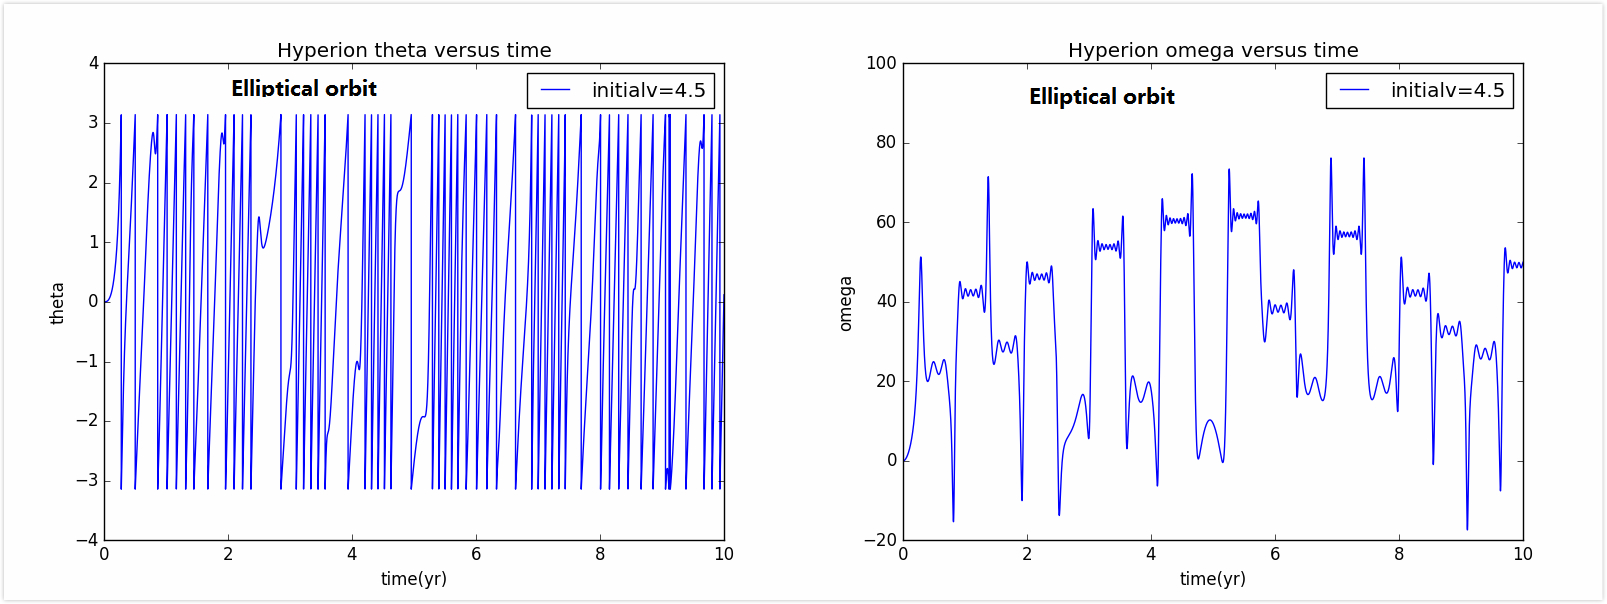 Hyperion theta versus time
Elliptical orbit
initialv=4.5
4
3
2
1
0
−1
−2
−3
−4
theta
0 2 4 6 8 10
time(yr)
Hyperion omega versus time
Elliptical orbit
initialv=4.5
100
80
60
40
20
0
−20
omega
0 2 4 6 8 10
time(yr)